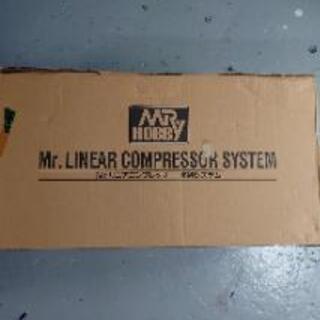 MR
HOBBY
Mr. LINEAR COMPRESSOR SYSTEM